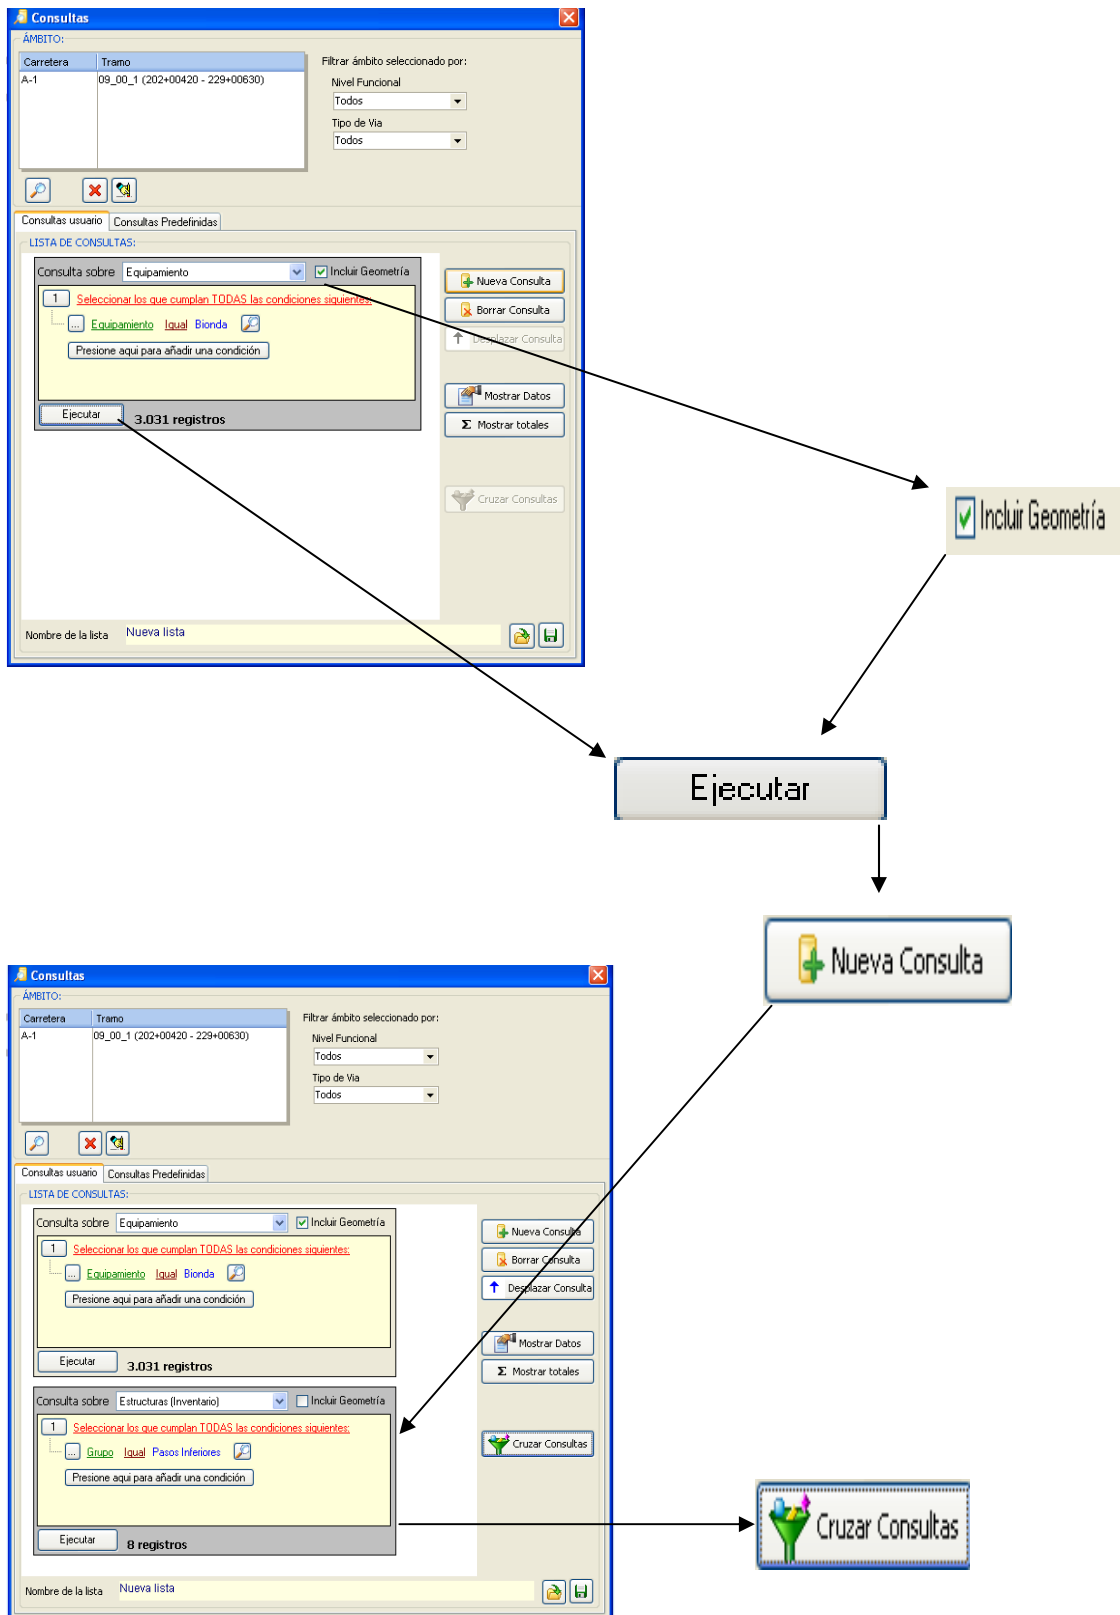 Consultas
ÁMBITO:
Carretera Tramo
A-1 09_00_1 (202+00420 - 229+00630)
Filtrar ámbito seleccionado por:
Nivel Funcional
Todos
Tipo de Via
Todos
Consultas usuario Consultas Predefinidas
LISTA DE CONSULTAS:
Consulta sobre Equipamiento Incluir Geometría
1 Seleccionar los que cumplan TODAS las condiciones siguientes:
... Equipamiento Igual Bionda
Presione aqui para añadir una condición
Ejecutar 3.031 registros
Nueva Consulta
Borrar Consulta
Desplazar Consulta
Mostrar Datos
Σ Mostrar totales
Cruzar Consultas
Nombre de la lista Nueva lista
Incluir Geometría
Ejecutar
Nueva Consulta
Consultas
ÁMBITO:
Carretera Tramo
A-1 09_00_1 (202+00420 - 229+00630)
Filtrar ámbito seleccionado por:
Nivel Funcional
Todos
Tipo de Via
Todos
Consultas usuario Consultas Predefinidas
LISTA DE CONSULTAS:
Consulta sobre Equipamiento Incluir Geometría
1 Seleccionar los que cumplan TODAS las condiciones siguientes:
... Equipamiento Igual Bionda
Presione aqui para añadir una condición
Ejecutar 3.031 registros
Consulta sobre Estructuras (Inventario) Incluir Geometría
1 Seleccionar los que cumplan TODAS las condiciones siguientes:
... Grupo Igual Pasos Inferiores
Presione aqui para añadir una condición
Ejecutar 8 registros
Nueva Consulta
Borrar Consulta
Desplazar Consulta
Mostrar Datos
Σ Mostrar totales
Cruzar Consultas
Nombre de la lista Nueva lista
Cruzar Consultas